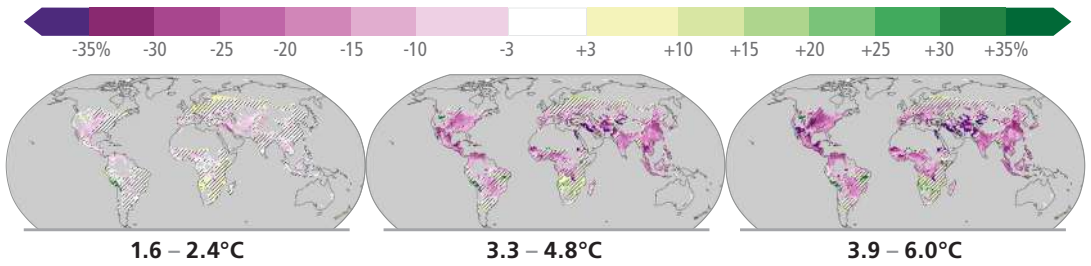 -35% -30 -25 -20 -15 -10 -3 +3 +10 +15 +20 +25 +30 +35%
1.6 – 2.4°C 3.3 – 4.8°C 3.9 – 6.0°C